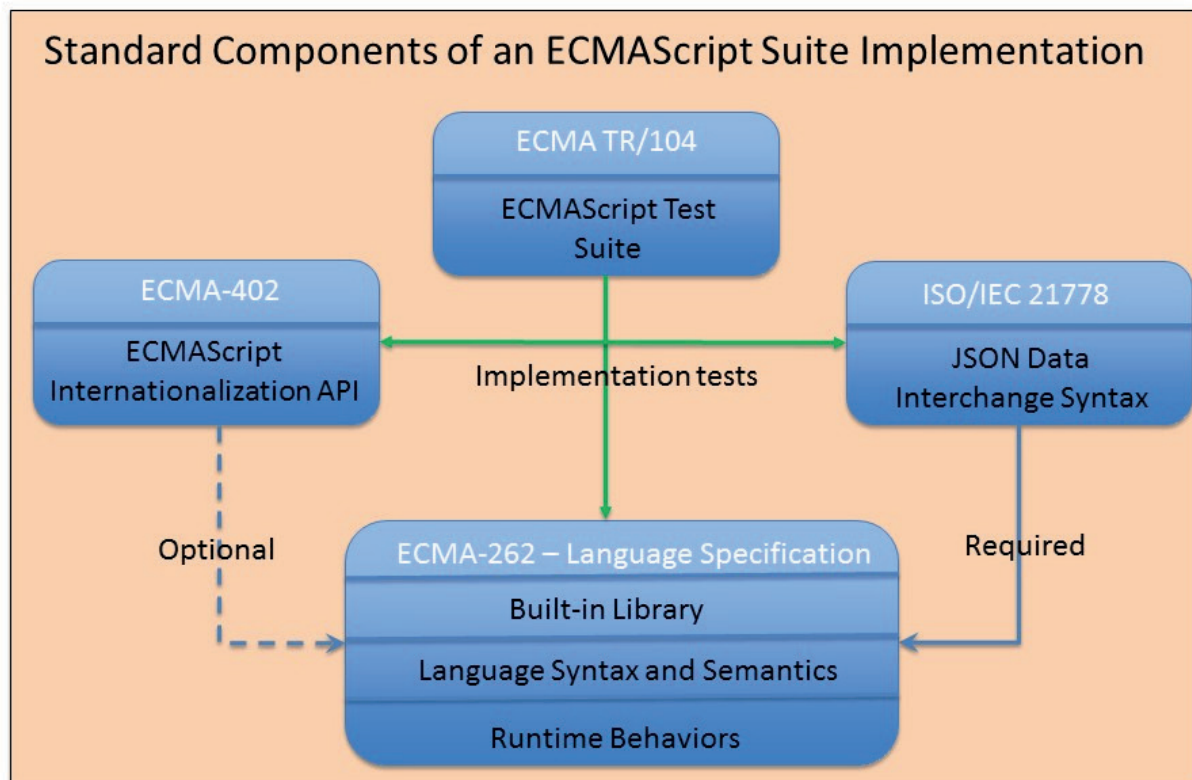 Standard Components of an ECMAScript Suite Implementation
ECMA TR/104
ECMAScript Test
Suite
ECMA-402
ECMAScript
Internationalization API
ISO/IEC 21778
JSON Data
Interchange Syntax
Implementation tests
Optional
Required
ECMA-262 – Language Specification
Built-in Library
Language Syntax and Semantics
Runtime Behaviors